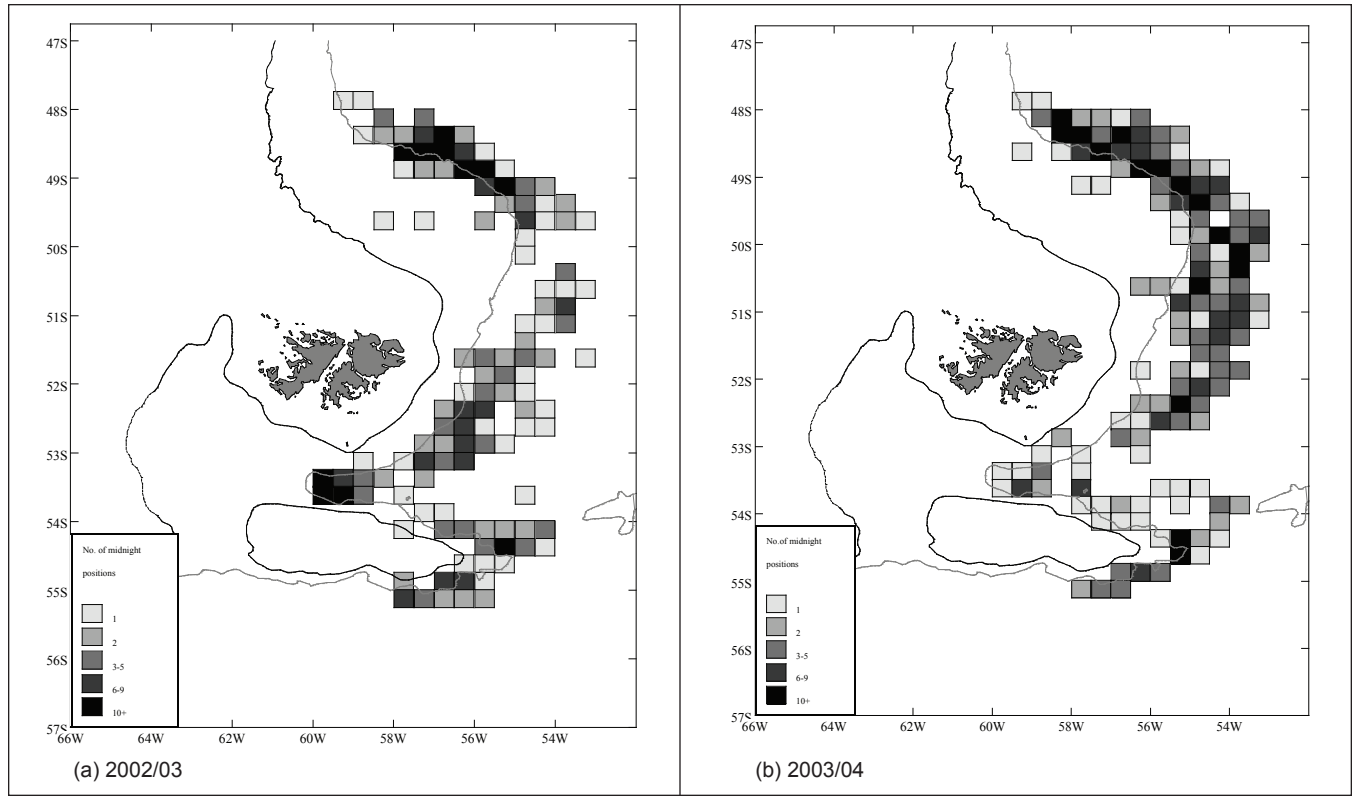 47S
48S
49S
50S
51S
52S
53S
54S
55S
56S
57S
66W 64W 62W 60W 58W 56W 54W
No. of midnight
positions
1
2
3-5
6-9
10+
(a) 2002/03
47S
48S
49S
50S
51S
52S
53S
54S
55S
56S
57S
66W 64W 62W 60W 58W 56W 54W
No.of midnight
positions
1
2
3-5
6-9
10+
(b) 2003/04